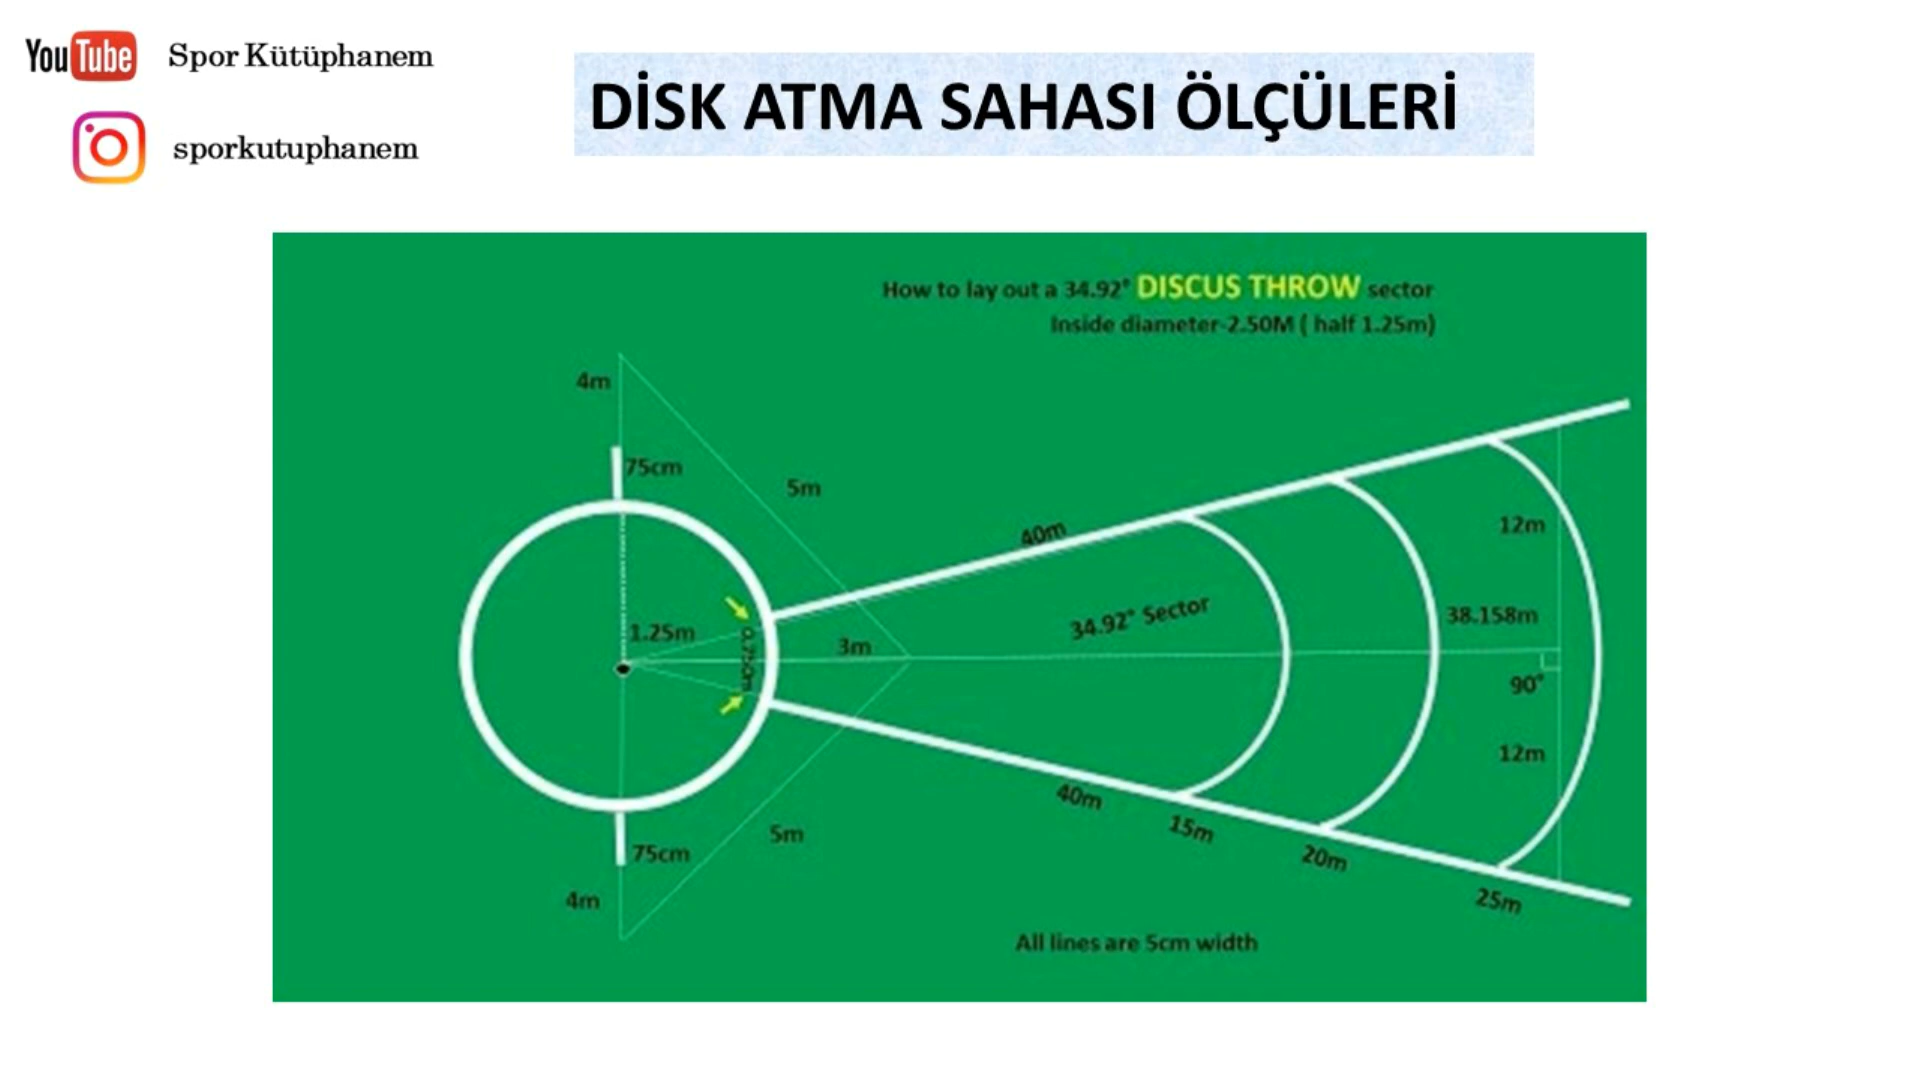 YouTube Spor Kütüphanem
sporkutuphanem
DİSK ATMA SAHASI ÖLÇÜLERİ
How to lay out a 34.92° DISCUS THROW sector
Inside diameter-2.50M ( half 1.25m)
4m
75cm
5m
40m
12m
1.25m
0.750m
3m
34.92° Sector
38.158m
90°
12m
40m
15m
20m
25m
5m
75cm
4m
All lines are 5cm width